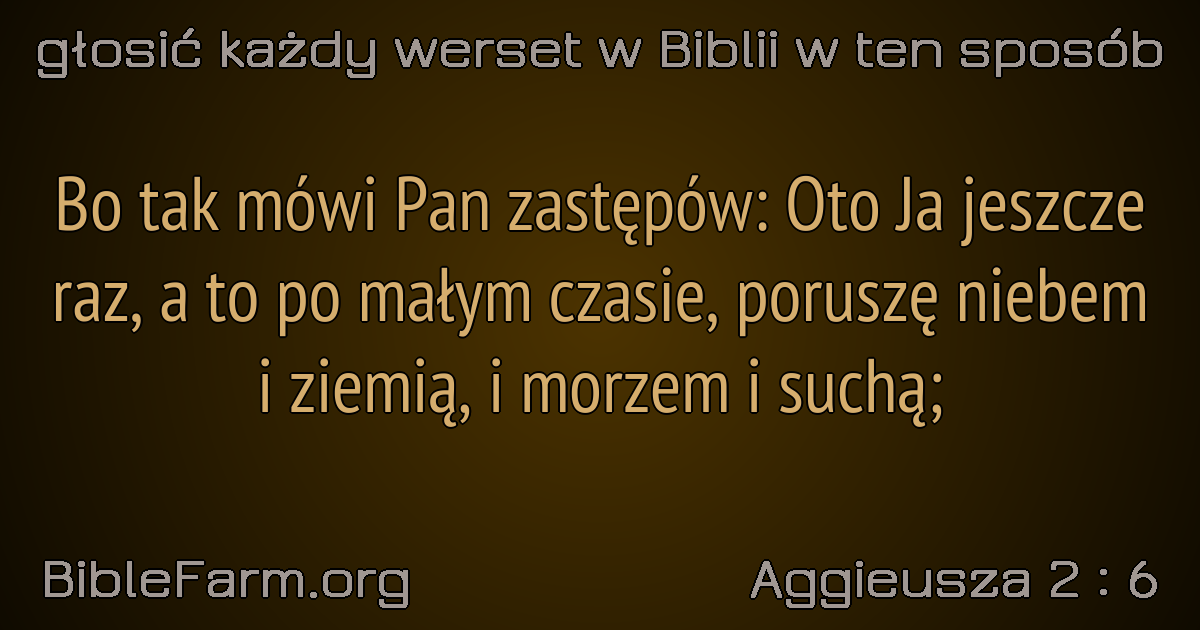 głosić każdy werset w Biblii w ten sposób
Bo tak mówi Pan zastępów: Oto Ja jeszcze
raz, a to po małym czasie, poruszę niebem
i ziemią, i morzem i suchą;
BibleFarm.org
Aggieusza 2 : 6